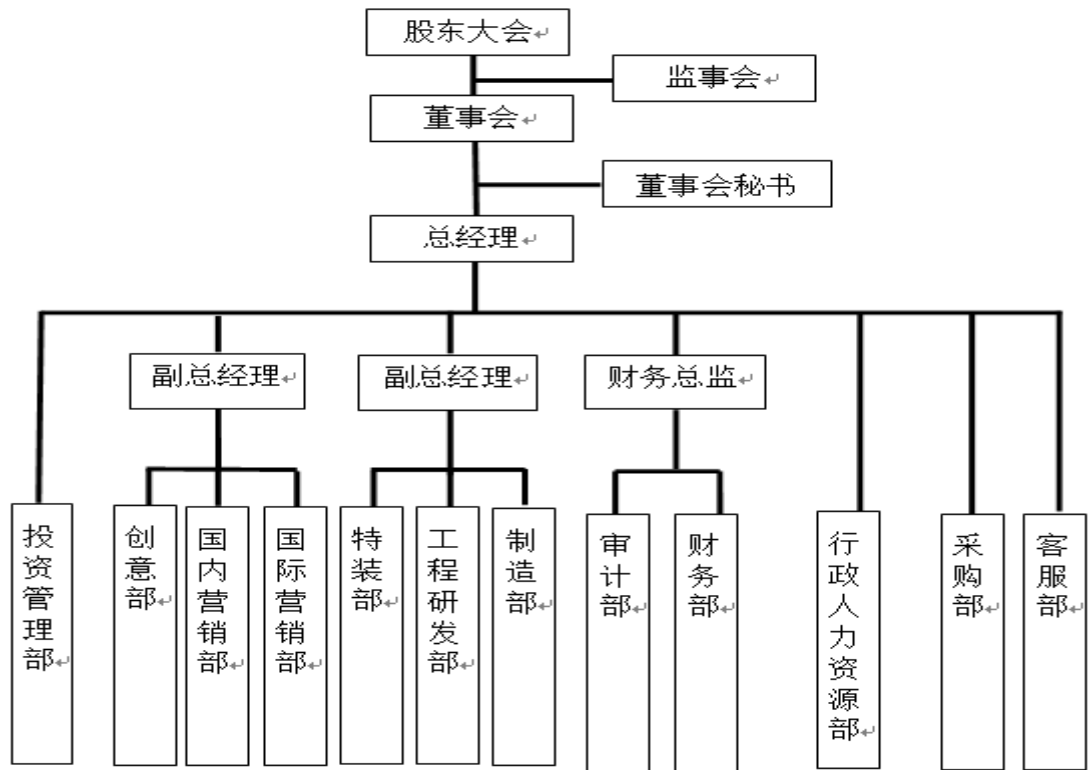 股东大会
监事会
董事会
董事会秘书
总经理
副总经理
副总经理
财务总监
投资管理部
创意部
国内营销部
国际营销部
特装部
工程研发部
制造部
审计部
财务部
行政人力资源部
采购部
客服部